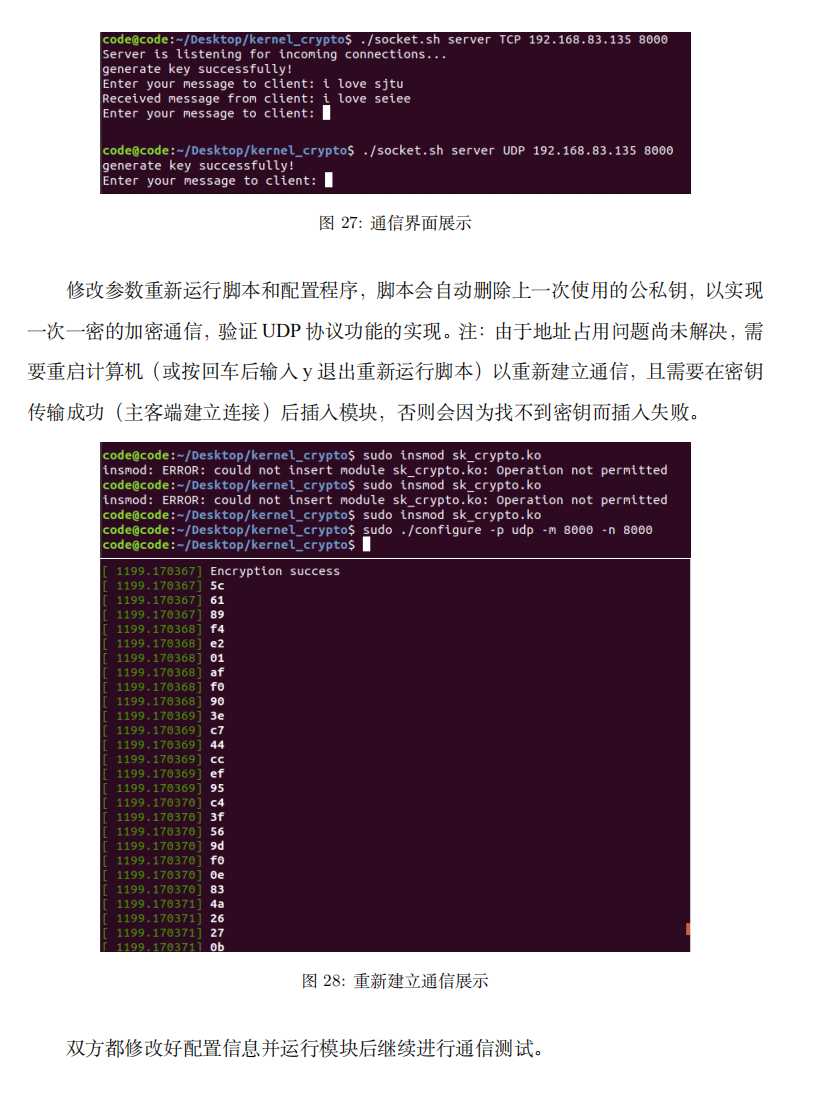 code@code:~/Desktop/kernel_crypto$ ./socket.sh server TCP 192.168.83.135 8000
Server is listening for incoming connections...
generate key successfully!
Enter your message to client: i love sjtu
Received message from client: i love seiee
Enter your message to client:
code@code:~/Desktop/kernel_crypto$ ./socket.sh server UDP 192.168.83.135 8000
generate key successfully!
Enter your message to client:
图 27: 通信界面展示
修改参数重新运行脚本和配置程序，脚本会自动删除上一次使用的公私钥，以实现
一次一密的加密通信，验证 UDP 协议功能的实现。注：由于地址占用问题尚未解决，需
要重启计算机（或按回车后输入 y 退出重新运行脚本）以重新建立通信，且需要在密钥
传输成功（主客端建立连接）后插入模块，否则会因为找不到密钥而插入失败。
code@code:~/Desktop/kernel_crypto$ sudo insmod sk_crypto.ko
insmod: ERROR: could not insert module sk_crypto.ko: Operation not permitted
code@code:~/Desktop/kernel_crypto$ sudo insmod sk_crypto.ko
insmod: ERROR: could not insert module sk_crypto.ko: Operation not permitted
code@code:~/Desktop/kernel_crypto$ sudo insmod sk_crypto.ko
code@code:~/Desktop/kernel_crypto$ sudo ./configure -p udp -m 8000 -n 8000
code@code:~/Desktop/kernel_crypto$
[ 1199.170367] Encryption success
[ 1199.170367] 5c
[ 1199.170367] 61
[ 1199.170367] 89
[ 1199.170368] f4
[ 1199.170368] e2
[ 1199.170368] 01
[ 1199.170368] af
[ 1199.170368] f0
[ 1199.170368] 90
[ 1199.170369] 3e
[ 1199.170369] c7
[ 1199.170369] 44
[ 1199.170369] cc
[ 1199.170369] ef
[ 1199.170369] 95
[ 1199.170370] c4
[ 1199.170370] 3f
[ 1199.170370] 56
[ 1199.170370] 9d
[ 1199.170370] f0
[ 1199.170370] 0e
[ 1199.170370] 83
[ 1199.170371] 4a
[ 1199.170371] 26
[ 1199.170371] 27
[ 1199.170371] 0b
图 28: 重新建立通信展示
双方都修改好配置信息并运行模块后继续进行通信测试。